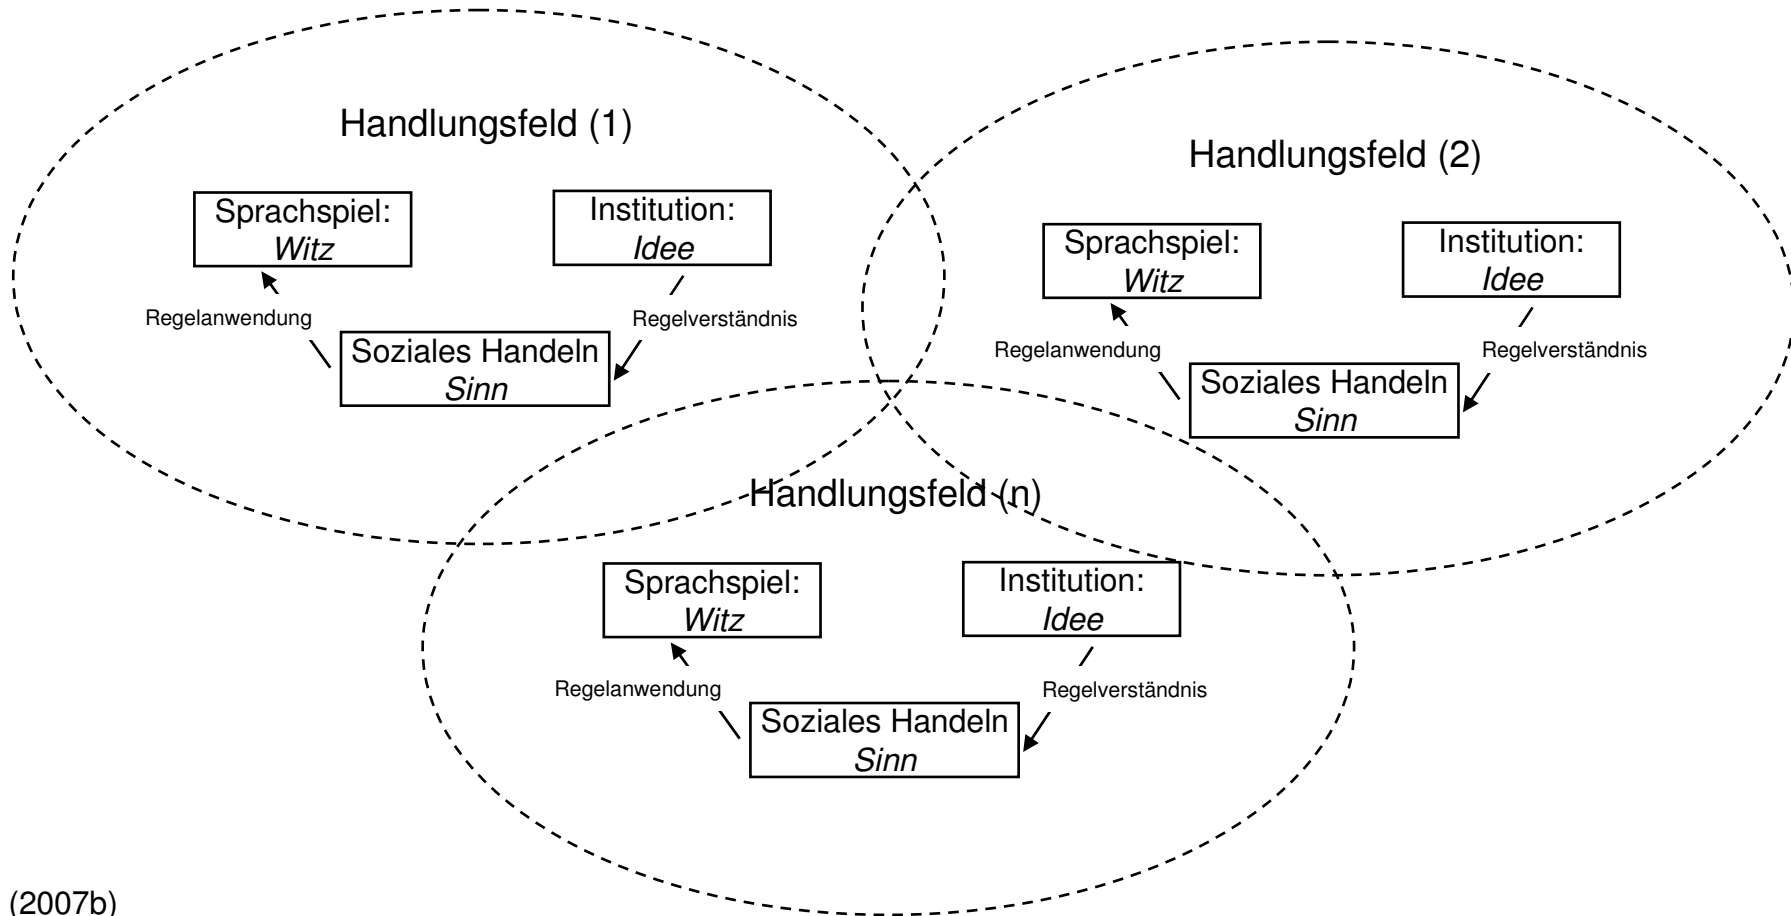 Handlungsfeld (1)
Sprachspiel:
Witz
Institution:
Idee
Regelanwendung
Regelverständnis
Soziales Handeln
Sinn
Handlungsfeld (2)
Sprachspiel:
Witz
Institution:
Idee
Regelanwendung
Regelverständnis
Soziales Handeln
Sinn
Handlungsfeld (n)
Sprachspiel:
Witz
Institution:
Idee
Regelanwendung
Regelverständnis
Soziales Handeln
Sinn
(2007b)